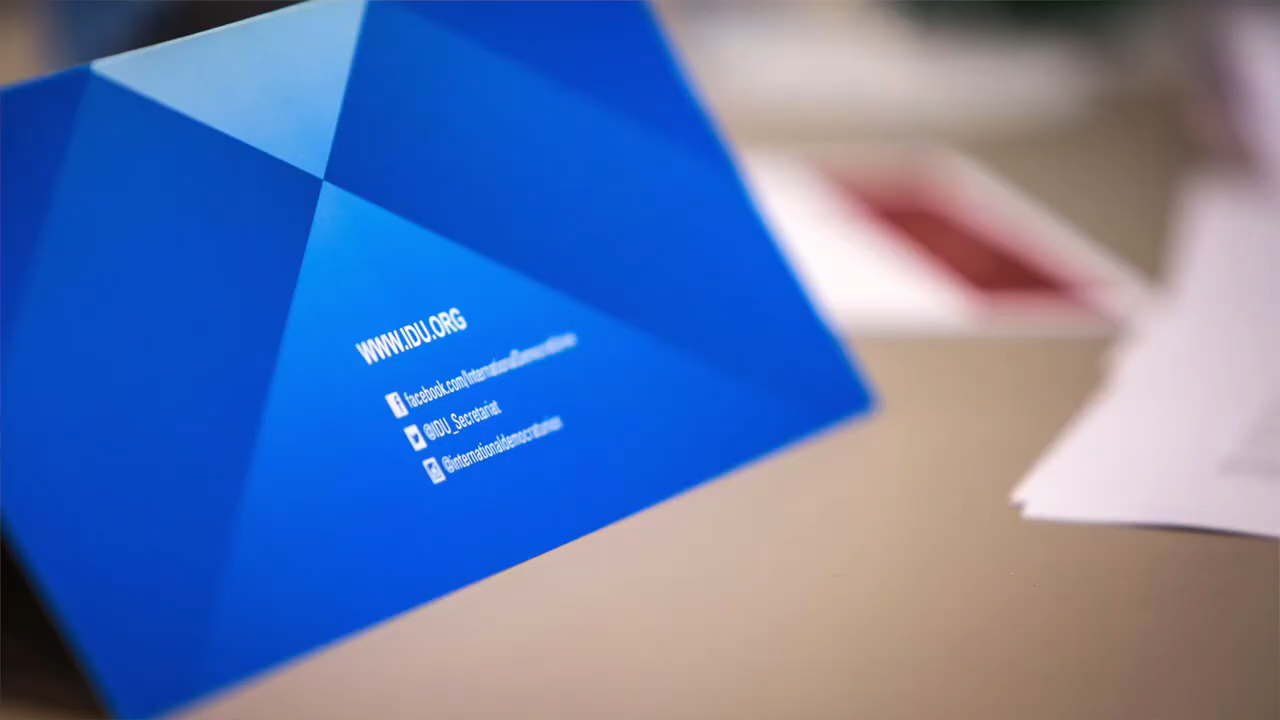 WWW.IDU.ORG
facebook.com/InternationalDemocratUnion
@IDU_Secretariat
@internationaldemocratunion